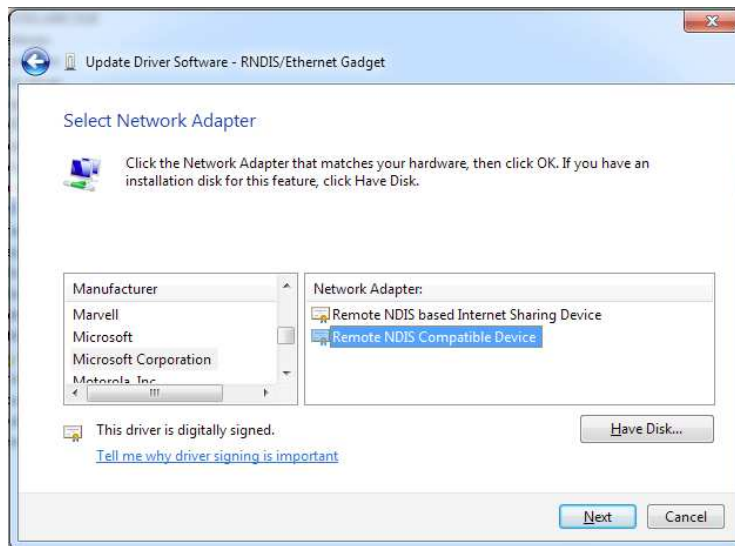 Update Driver Software - RNDIS/Ethernet Gadget
Select Network Adapter
Click the Network Adapter that matches your hardware, then click OK. If you have an
installation disk for this feature, click Have Disk.
Manufacturer
Marvell
Microsoft
Microsoft Corporation
Motorola, Inc.
Network Adapter:
Remote NDIS based Internet Sharing Device
Remote NDIS Compatible Device
This driver is digitally signed.
Have Disk...
Tell me why driver signing is important
Next
Cancel